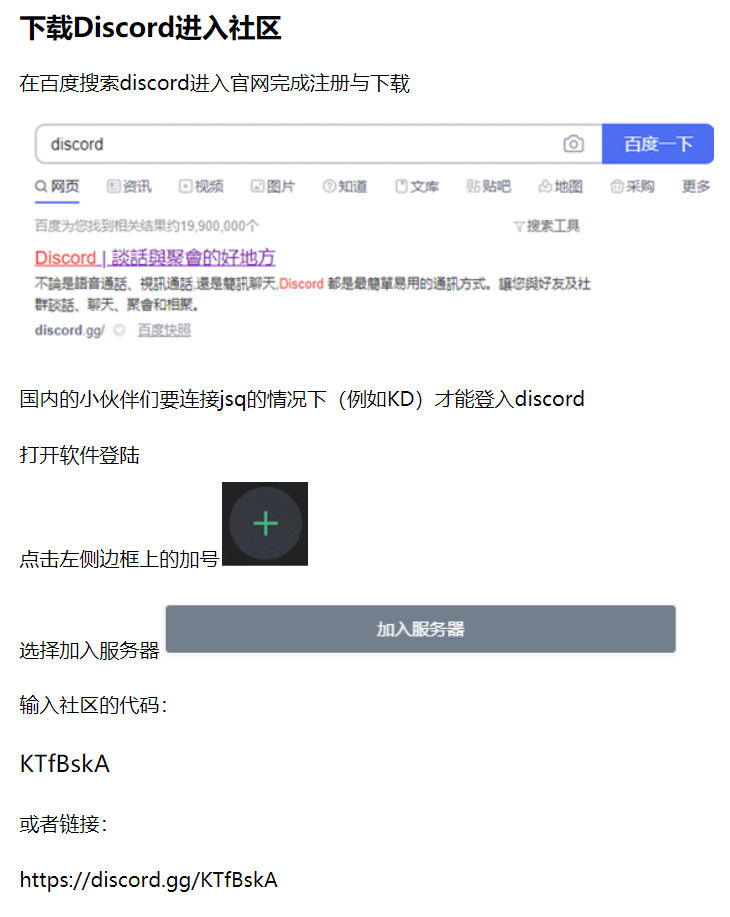 下载Discord进入社区
在百度搜索discord进入官网完成注册与下载
discord 百度一下
网页 资讯 视频 图片 知道 文库 贴吧 地图 采购 更多
百度为您找到相关结果约19,900,000个 搜索工具
Discord | 談話與聚會的好地方
不論是語音通話、視訊通話,還是簡訊聊天,Discord 都是最簡單易用的通訊方式。讓您與好友及社
群談話、聊天、聚會和相聚。
discord.gg/ 百度快照
国内的小伙伴们要连接jsq的情况下（例如KD）才能登入discord
打开软件登陆
点击左侧边框上的加号
选择加入服务器 加入服务器
输入社区的代码：
KTfBskA
或者链接：
https://discord.gg/KTfBskA